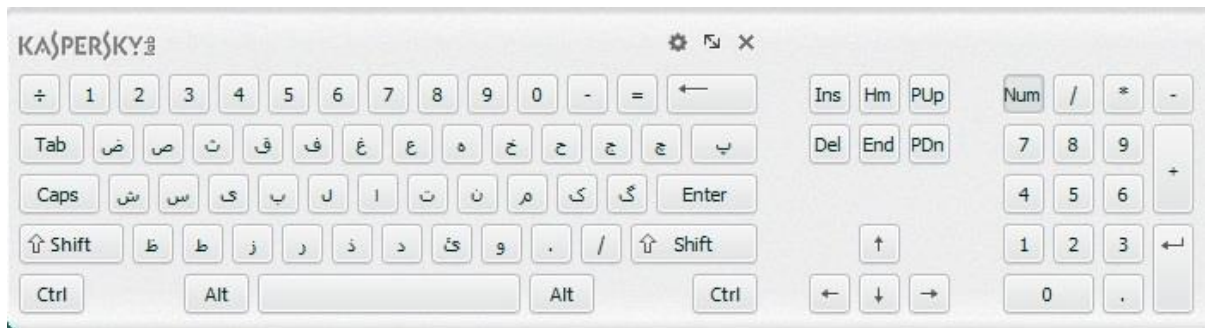 KASPERSKY lab
÷ 1 2 3 4 5 6 7 8 9 0 - = ← Ins Hm PUp Num / * -
Tab ض ص ث ق ف غ ع ه خ ح ج چ پ Del End PDn 7 8 9 +
Caps ش س ی ب ل ا ت ن م ک گ Enter 4 5 6
⇧ Shift ظ ط ز ر ذ د ئ و . / ⇧ Shift ↑ 1 2 3 ↵
Ctrl Alt Alt Ctrl ← ↓ → 0 .